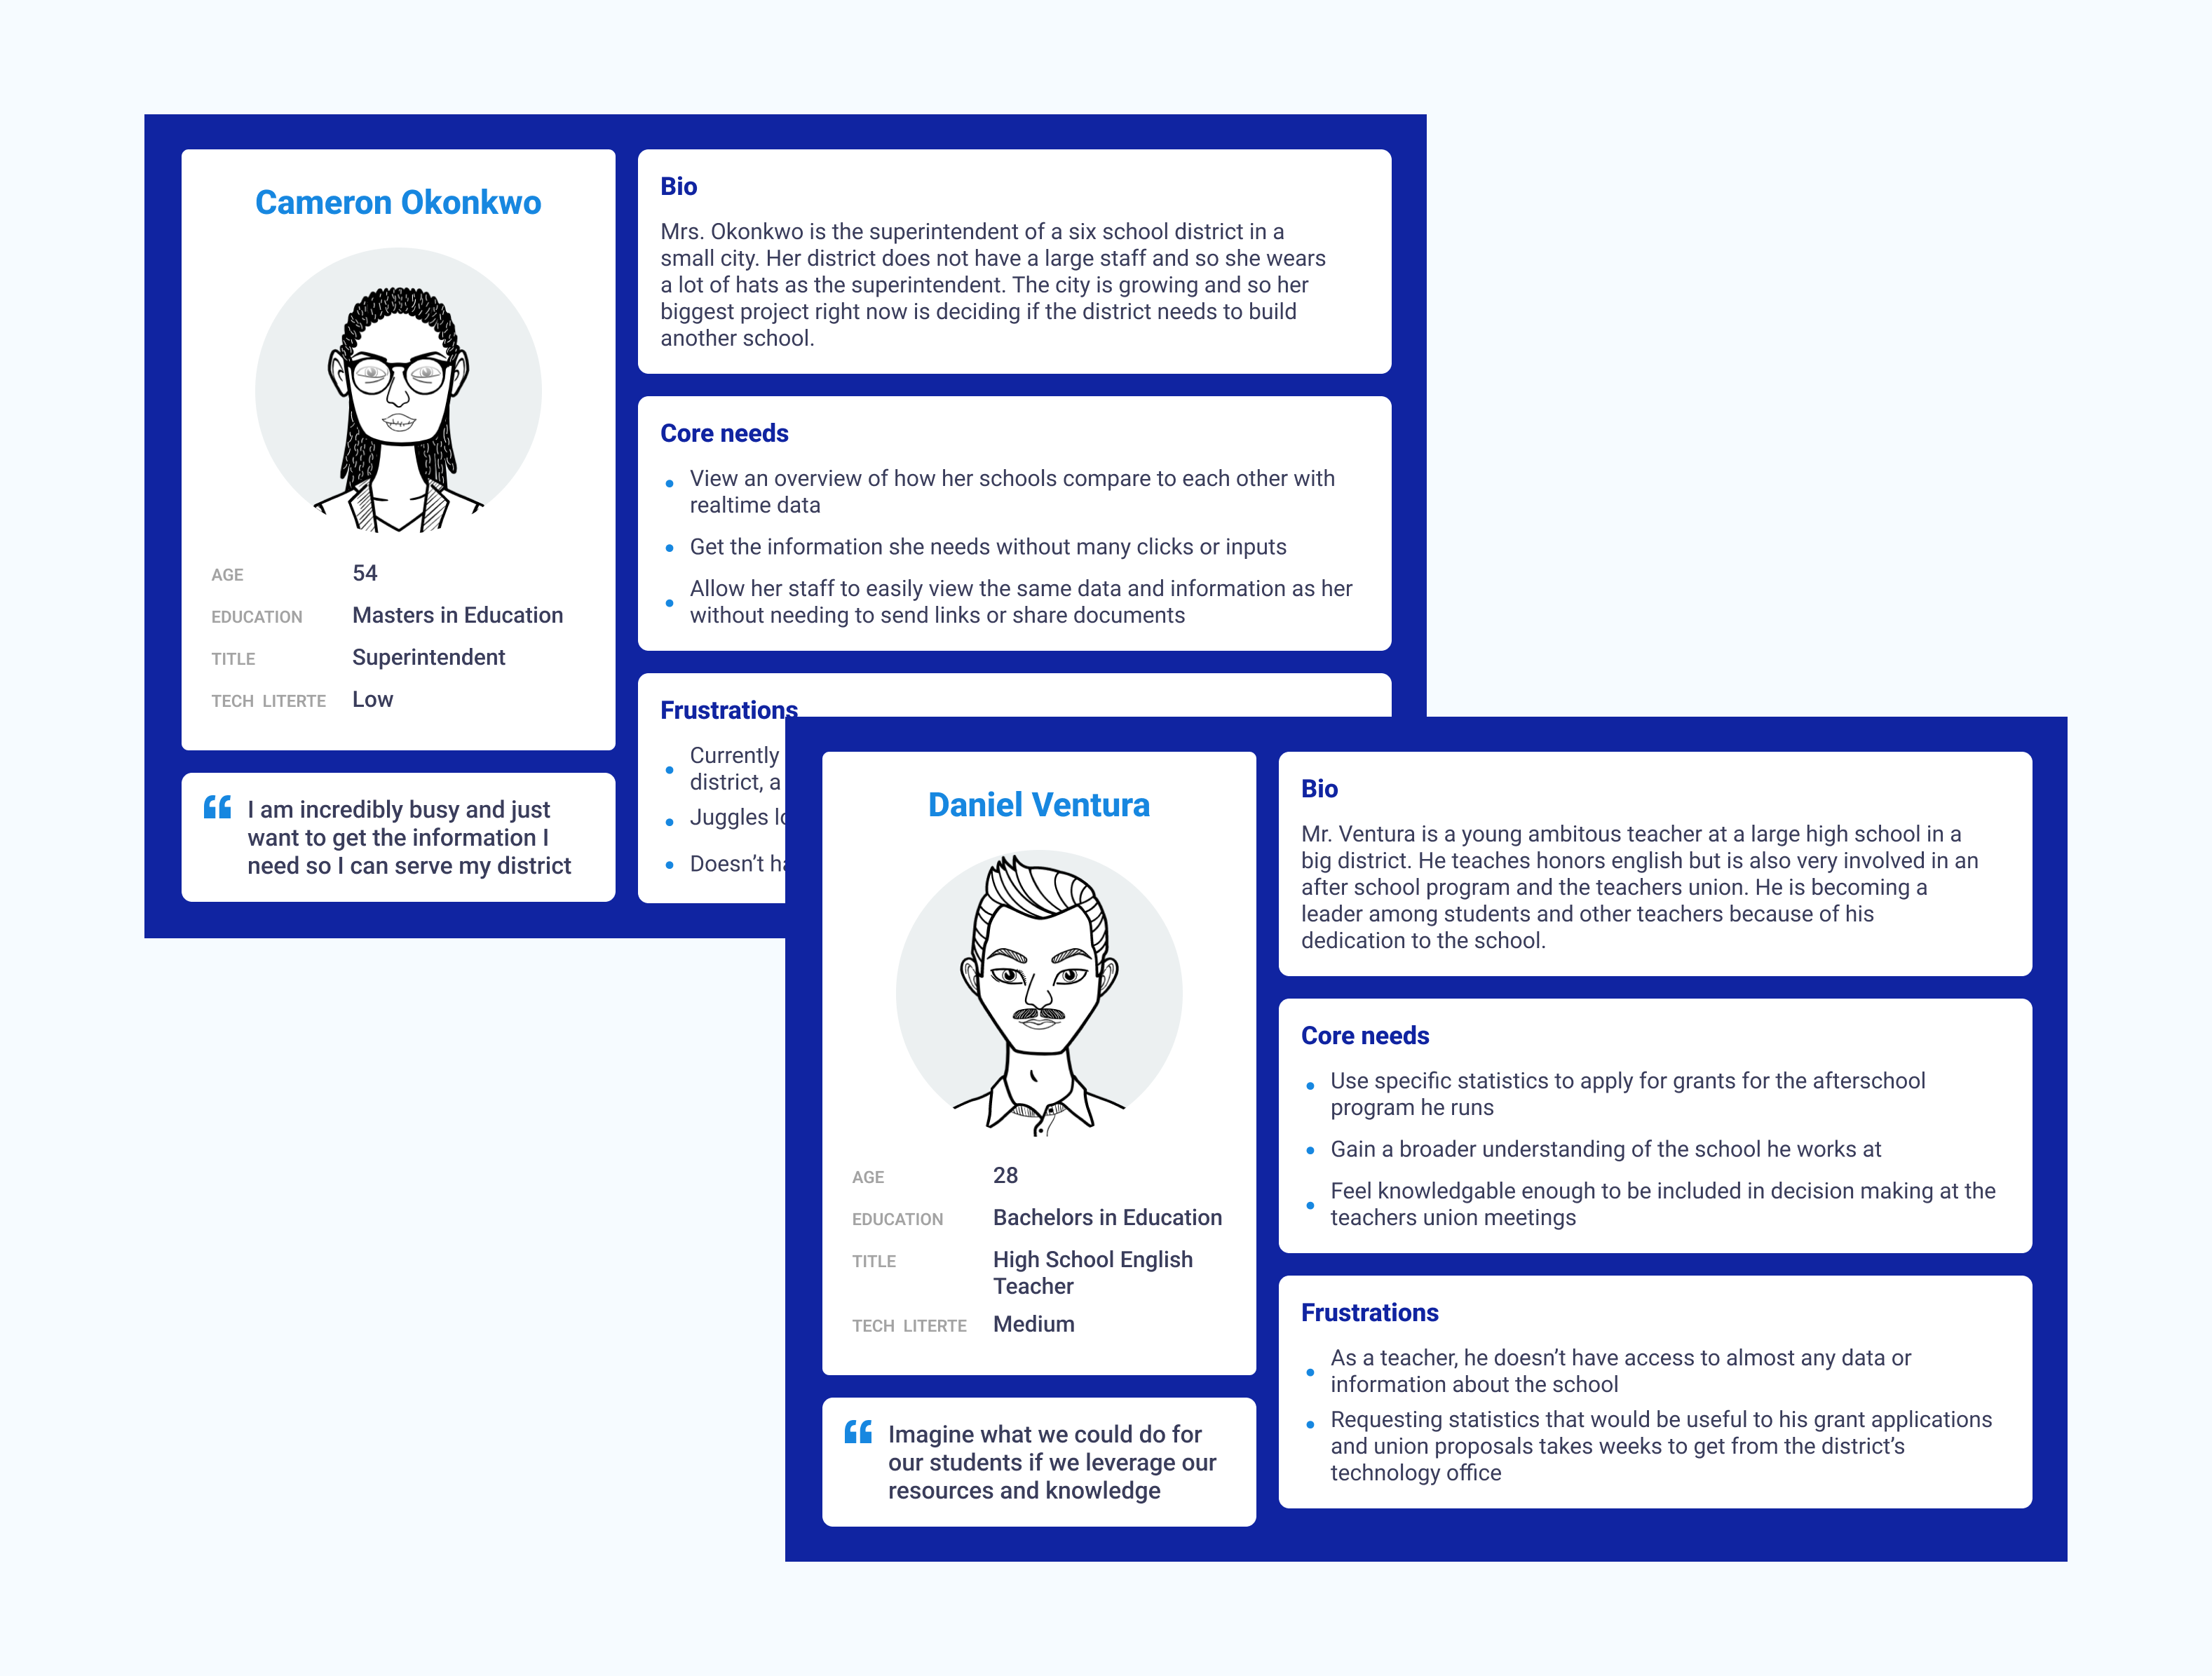 Cameron Okonkwo
AGE 54
EDUCATION Masters in Education
TITLE Superintendent
TECH LITERTE Low
I am incredibly busy and just
want to get the information I
need so I can serve my district
Bio
Mrs. Okonkwo is the superintendent of a six school district in a
small city. Her district does not have a large staff and so she wears
a lot of hats as the superintendent. The city is growing and so her
biggest project right now is deciding if the district needs to build
another school.
Core needs
View an overview of how her schools compare to each other with
realtime data
Get the information she needs without many clicks or inputs
Allow her staff to easily view the same data and information as her
without needing to send links or share documents
Frustrations
Currently
district, a
Juggles
Doesn’t
Daniel Ventura
AGE 28
EDUCATION Bachelors in Education
TITLE High School English
Teacher
TECH LITERTE Medium
Imagine what we could do for
our students if we leverage our
resources and knowledge
Bio
Mr. Ventura is a young ambitous teacher at a large high school in a
big district. He teaches honors english but is also very involved in an
after school program and the teachers union. He is becoming a
leader among students and other teachers because of his
dedication to the school.
Core needs
Use specific statistics to apply for grants for the afterschool
program he runs
Gain a broader understanding of the school he works at
Feel knowledgable enough to be included in decision making at the
teachers union meetings
Frustrations
As a teacher, he doesn’t have access to almost any data or
information about the school
Requesting statistics that would be useful to his grant applications
and union proposals takes weeks to get from the district’s
technology office